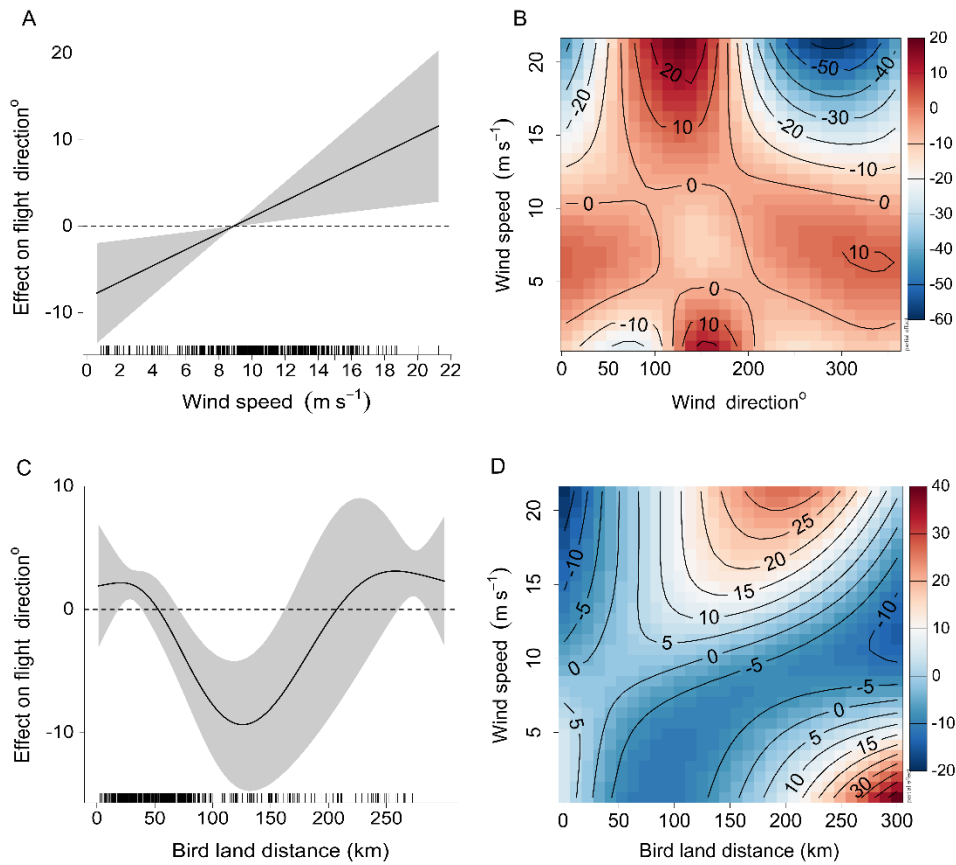 A
Effect on flight direction°
20
10
0
-10
0 2 4 6 8 10 12 14 16 18 20 22
Wind speed (m s⁻¹)
B
Wind speed (m s⁻¹)
20
15
10
5
0 50 100 200 300
Wind direction°
-20 20 10 -50 -40 -30 -20 -10 0 0 0 10 0 -10 10
20
10
0
-10
-20
-30
-40
-50
-60
C
Effect on flight direction°
10
0
-10
0 50 100 150 200 250
Bird land distance (km)
D
Wind speed (m s⁻¹)
20
15
10
5
0 50 100 150 200 250 300
Bird land distance (km)
-10 -5 0 5 25 20 15 10 5 0 -5 -10 -5 0 5 10 15 30
40
30
20
10
0
-10
-20